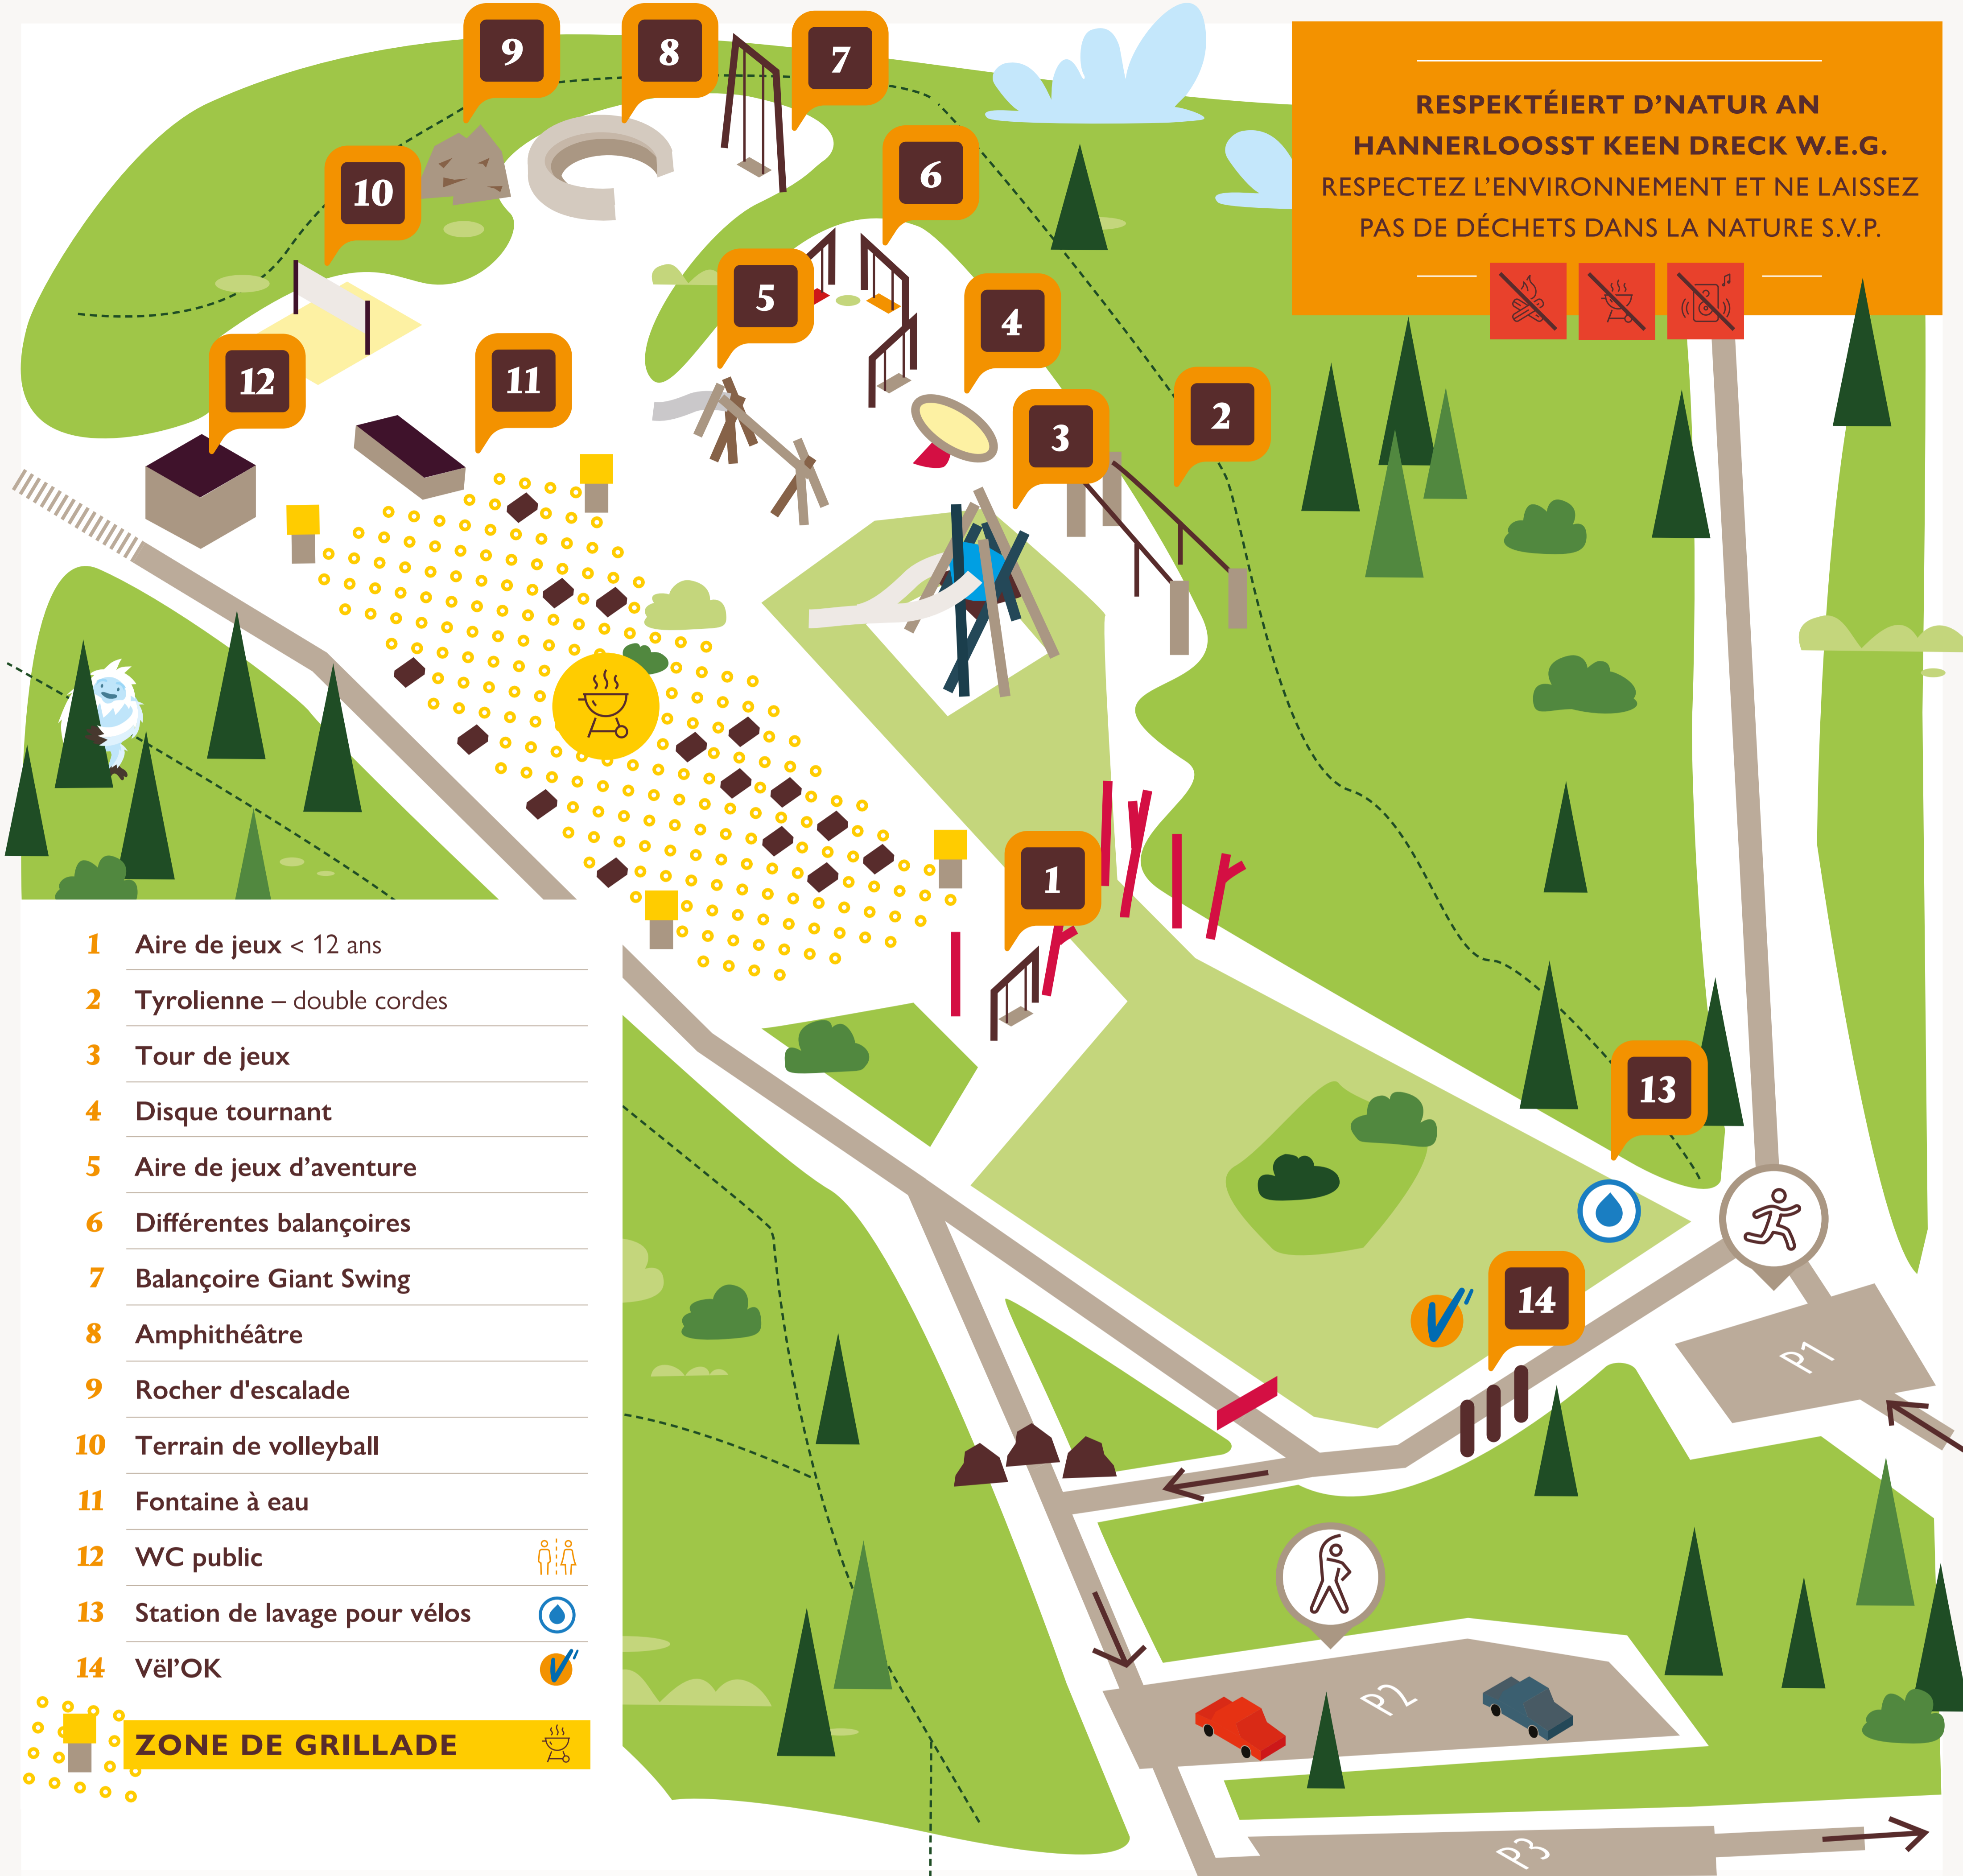 9
8
7
10
6
5
4
12
11
3
2
1
13
14
RESPEKTÉIERT D’NATUR AN
HANNERLOOSST KEEN DRECK W.E.G.
RESPECTEZ L’ENVIRONNEMENT ET NE LAISSEZ
PAS DE DÉCHETS DANS LA NATURE S.V.P.
P1
P2
P3
1 Aire de jeux < 12 ans
2 Tyrolienne – double cordes
3 Tour de jeux
4 Disque tournant
5 Aire de jeux d’aventure
6 Différentes balançoires
7 Balançoire Giant Swing
8 Amphithéâtre
9 Rocher d'escalade
10 Terrain de volleyball
11 Fontaine à eau
12 WC public
13 Station de lavage pour vélos
14 Vël’OK
ZONE DE GRILLADE